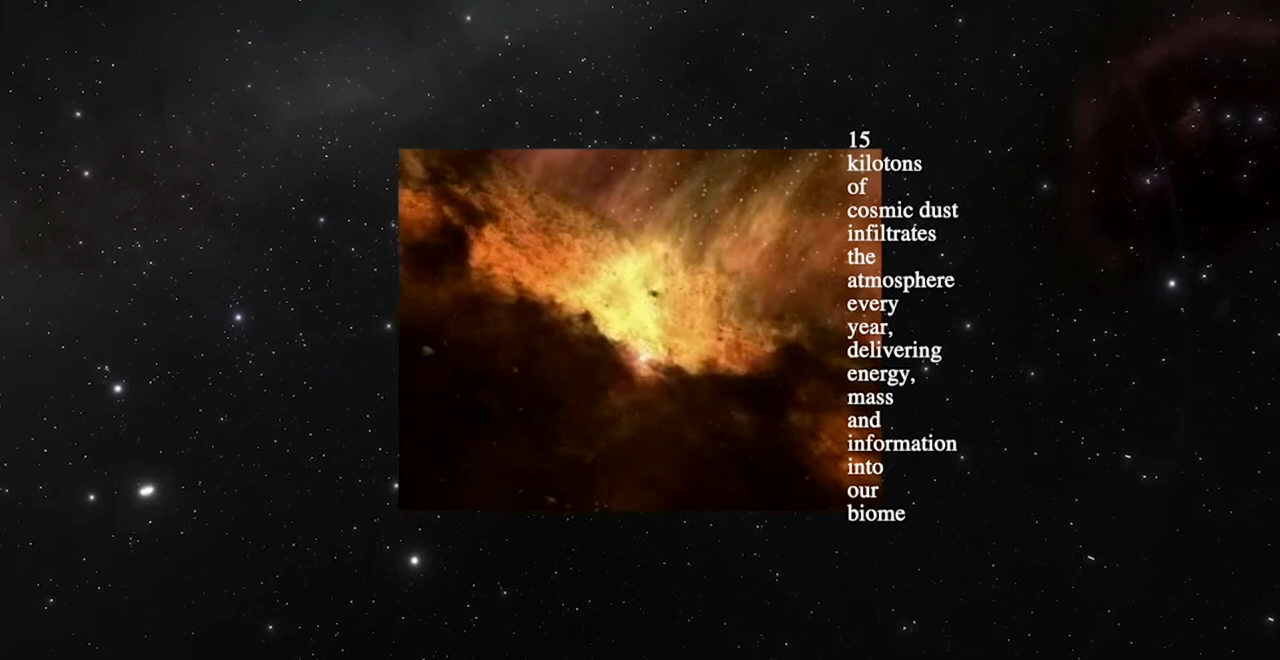 15
kilotons
of
cosmic dust
infiltrates
the
atmosphere
every
year,
delivering
energy,
mass
and
information
into
our
biome